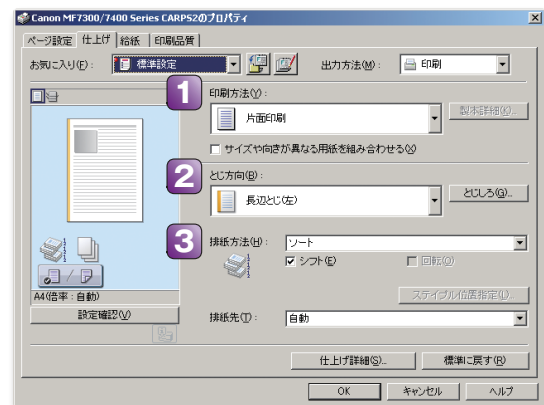 Canon MF7300/7400 Series CARPS2のプロパティ
ページ設定 仕上げ 給紙 印刷品質
お気に入り(F): 標準設定 出力方法(M): 印刷
1 印刷方法(Y):
片面印刷 製本詳細(K)...
サイズや向きが異なる用紙を組み合わせる(X)
2 とじ方向(B):
長辺とじ(左) とじしろ(G)...
3 排紙方法(H): ソート
シフト(E) 回転(O)
A4(倍率:自動) ステイプル位置指定(L)...
設定確認(V) 排紙先(T): 自動
仕上げ詳細(S)... 標準に戻す(R)
OK キャンセル ヘルプ